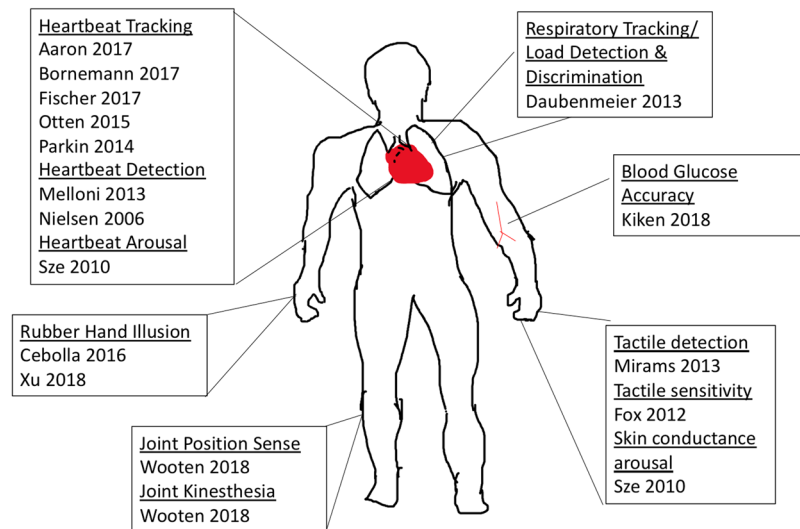 Heartbeat Tracking
Aaron 2017
Bornemann 2017
Fischer 2017
Otten 2015
Parkin 2014
Heartbeat Detection
Melloni 2013
Nielsen 2006
Heartbeat Arousal
Sze 2010
Respiratory Tracking/
Load Detection &
Discrimination
Daubenmeier 2013
Blood Glucose
Accuracy
Kiken 2018
Rubber Hand Illusion
Cebolla 2016
Xu 2018
Tactile detection
Mirams 2013
Tactile sensitivity
Fox 2012
Skin conductance
arousal
Sze 2010
Joint Position Sense
Wooten 2018
Joint Kinesthesia
Wooten 2018